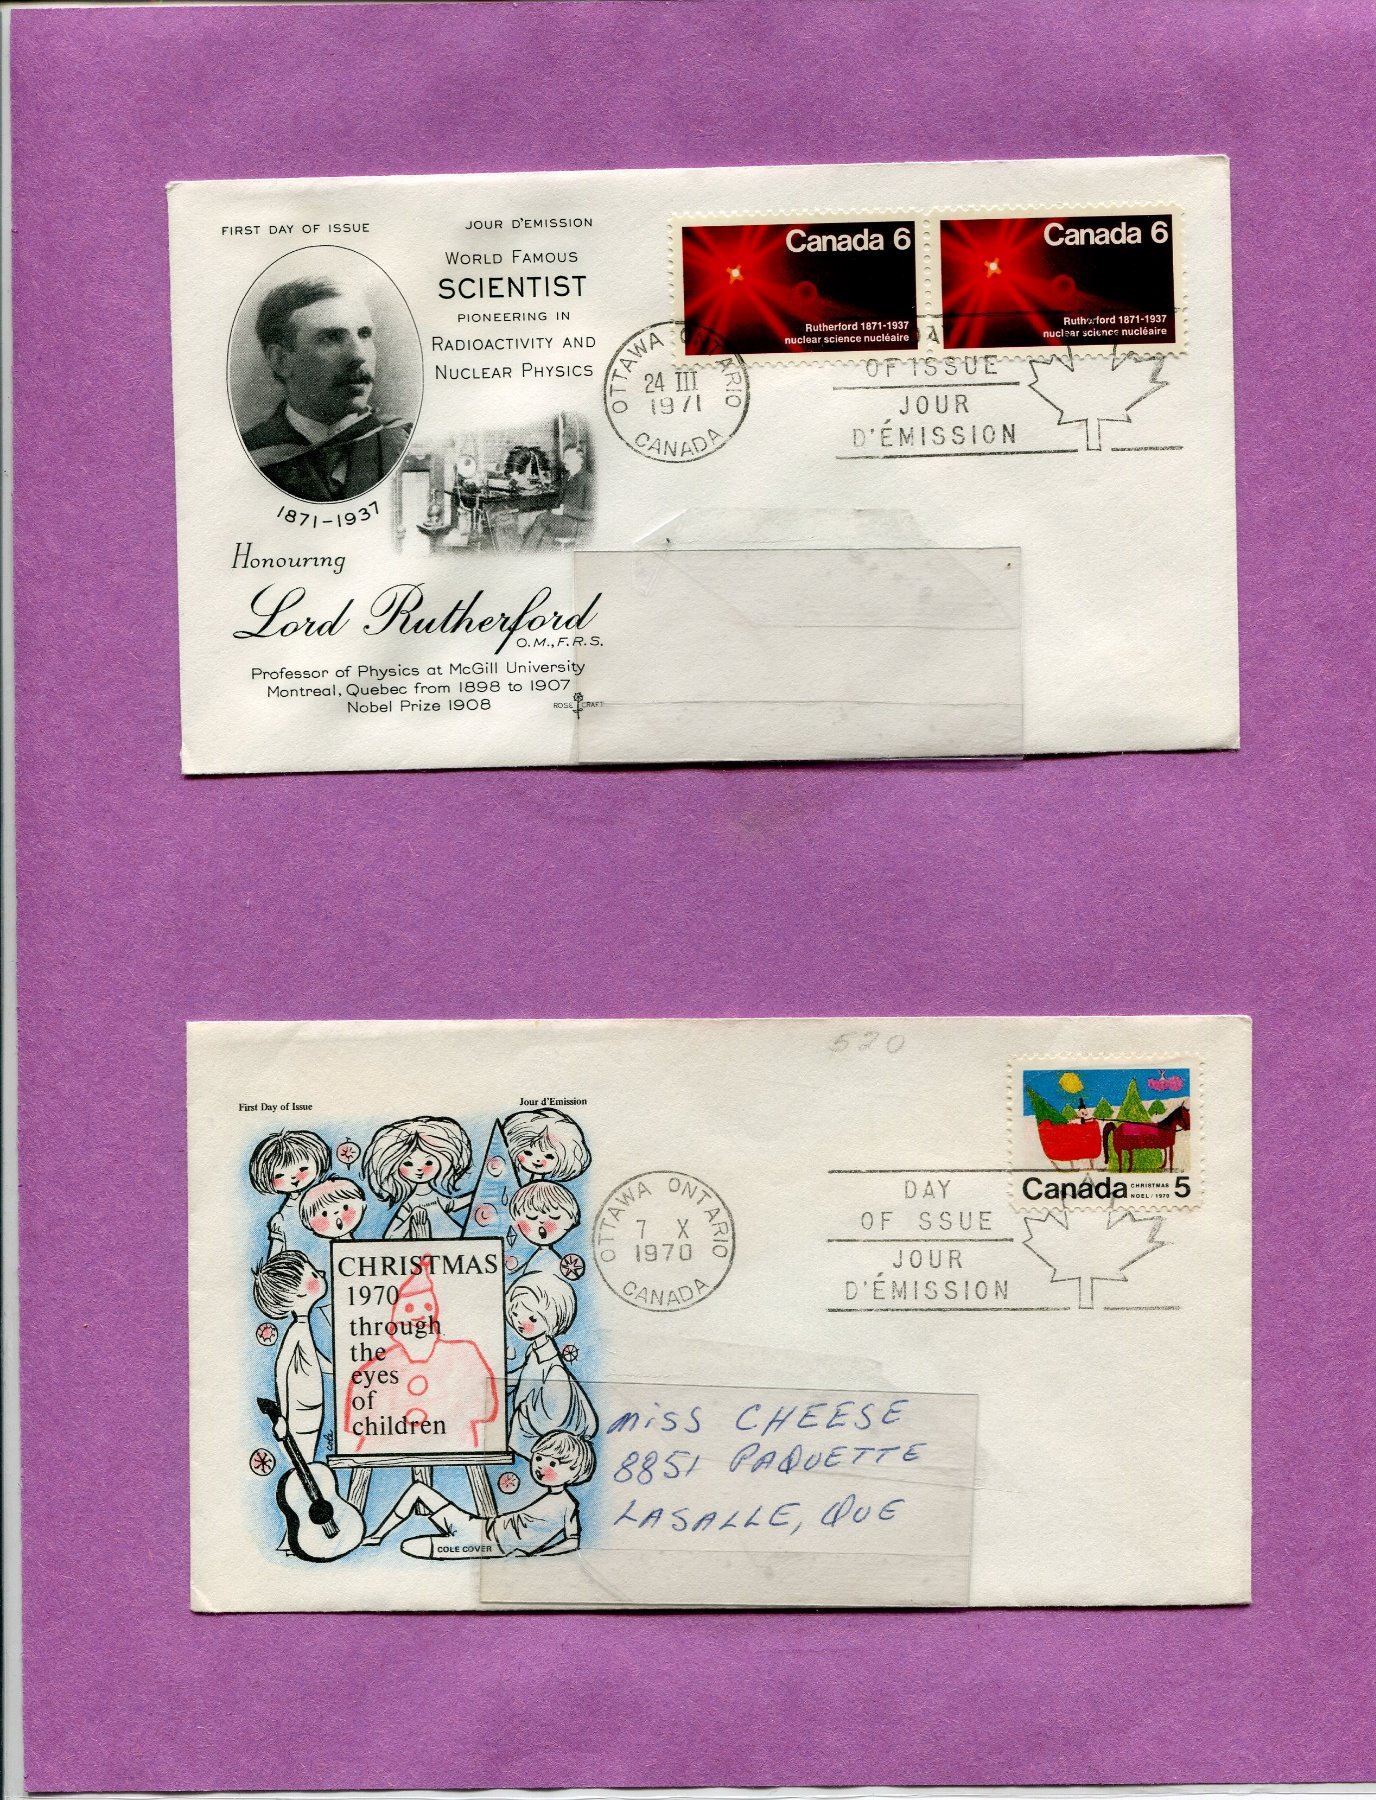 FIRST DAY OF ISSUE
JOUR D'EMISSION
WORLD FAMOUS
SCIENTIST
PIONEERING IN
RADIOACTIVITY AND
NUCLEAR PHYSICS
1871-1937
Honouring
Lord Rutherford
O.M., F.R.S.
Professor of Physics at McGill University
Montreal, Quebec from 1898 to 1907
Nobel Prize 1908
ROSE CRAFT
Canada 6
Rutherford 1871-1937
nuclear science nucléaire
Canada 6
Rutherford 1871-1937
nuclear science nucléaire
OTTAWA ONTARIO
24 III
1971
CANADA
DAY
OF ISSUE
JOUR
D'ÉMISSION
520
First Day of Issue
Jour d'Emission
CHRISTMAS
1970
through
the
eyes
of
children
cole
COLE COVER
OTTAWA ONTARIO
7 X
1970
CANADA
Canada CHRISTMAS NOEL/1970 5
DAY
OF SSUE
JOUR
D'ÉMISSION
MISS CHEESE
8851 PAQUETTE
LASALLE, QUE